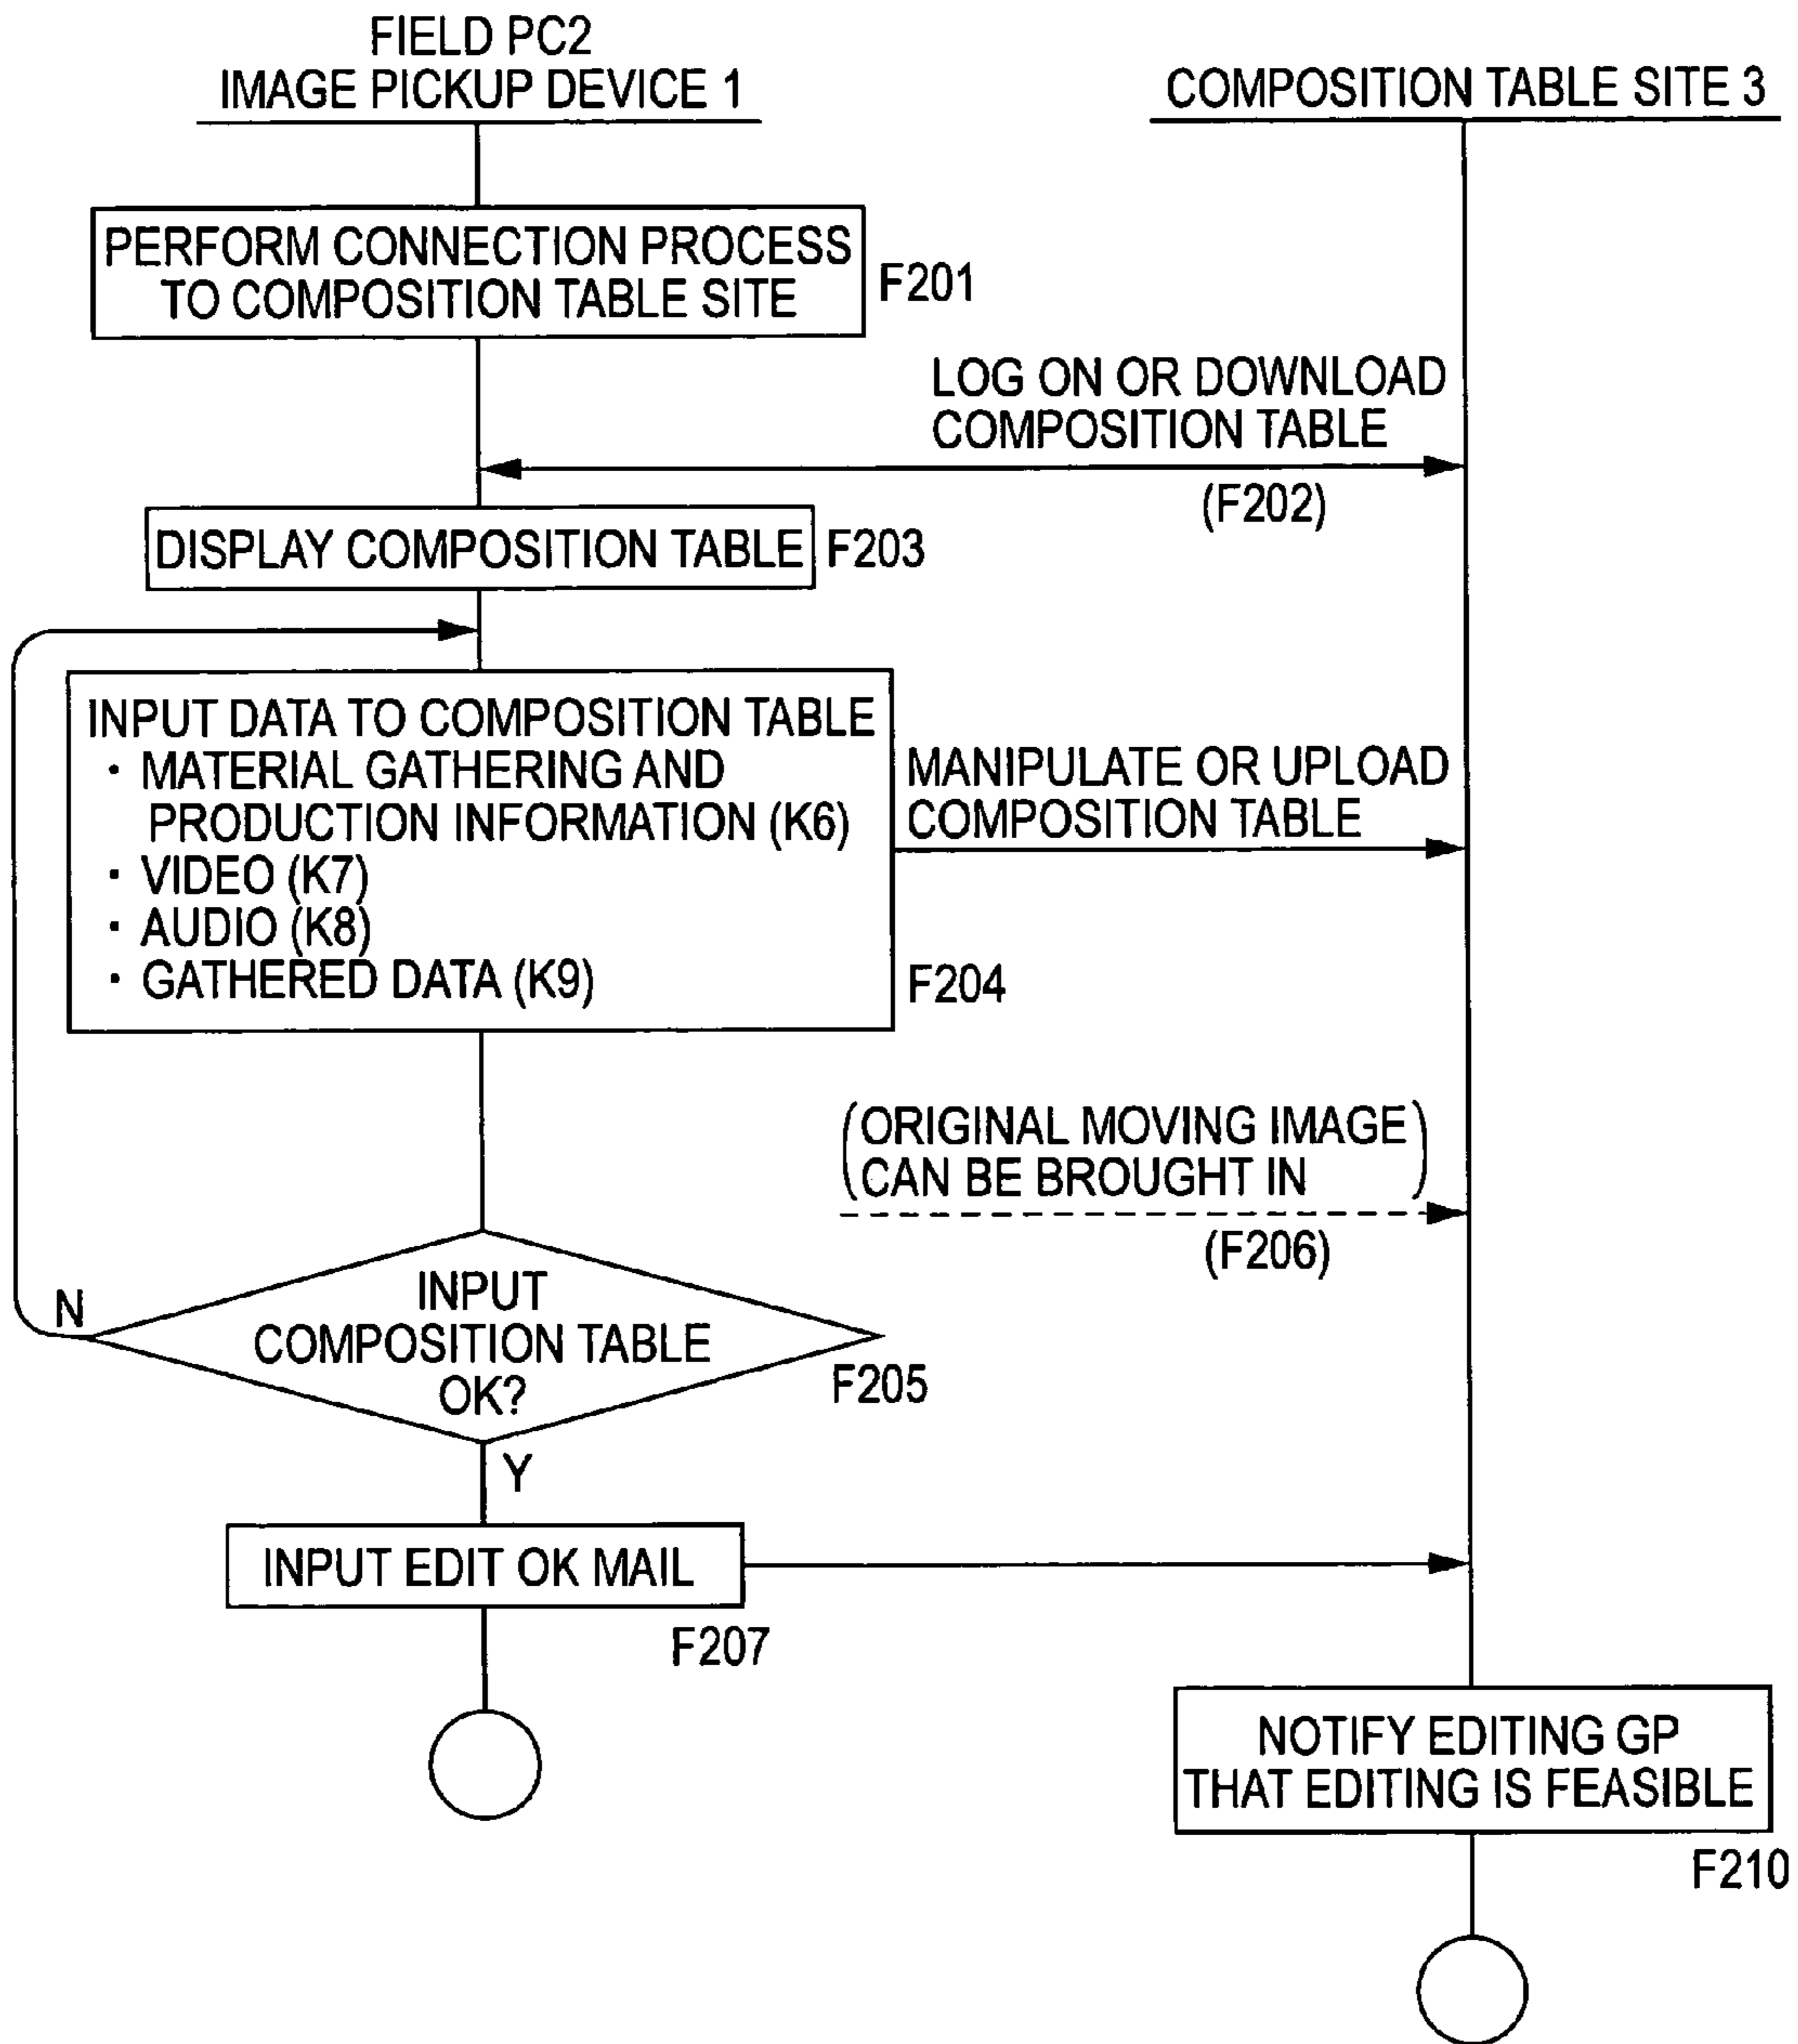 FIELD PC2
IMAGE PICKUP DEVICE 1
COMPOSITION TABLE SITE 3
PERFORM CONNECTION PROCESS
TO COMPOSITION TABLE SITE
F201
LOG ON OR DOWNLOAD
COMPOSITION TABLE
(F202)
DISPLAY COMPOSITION TABLE
F203
INPUT DATA TO COMPOSITION TABLE
· MATERIAL GATHERING AND
PRODUCTION INFORMATION (K6)
· VIDEO (K7)
· AUDIO (K8)
· GATHERED DATA (K9)
F204
MANIPULATE OR UPLOAD
COMPOSITION TABLE
(ORIGINAL MOVING IMAGE
CAN BE BROUGHT IN)
(F206)
N
INPUT
COMPOSITION TABLE
OK?
F205
Y
INPUT EDIT OK MAIL
F207
NOTIFY EDITING GP
THAT EDITING IS FEASIBLE
F210